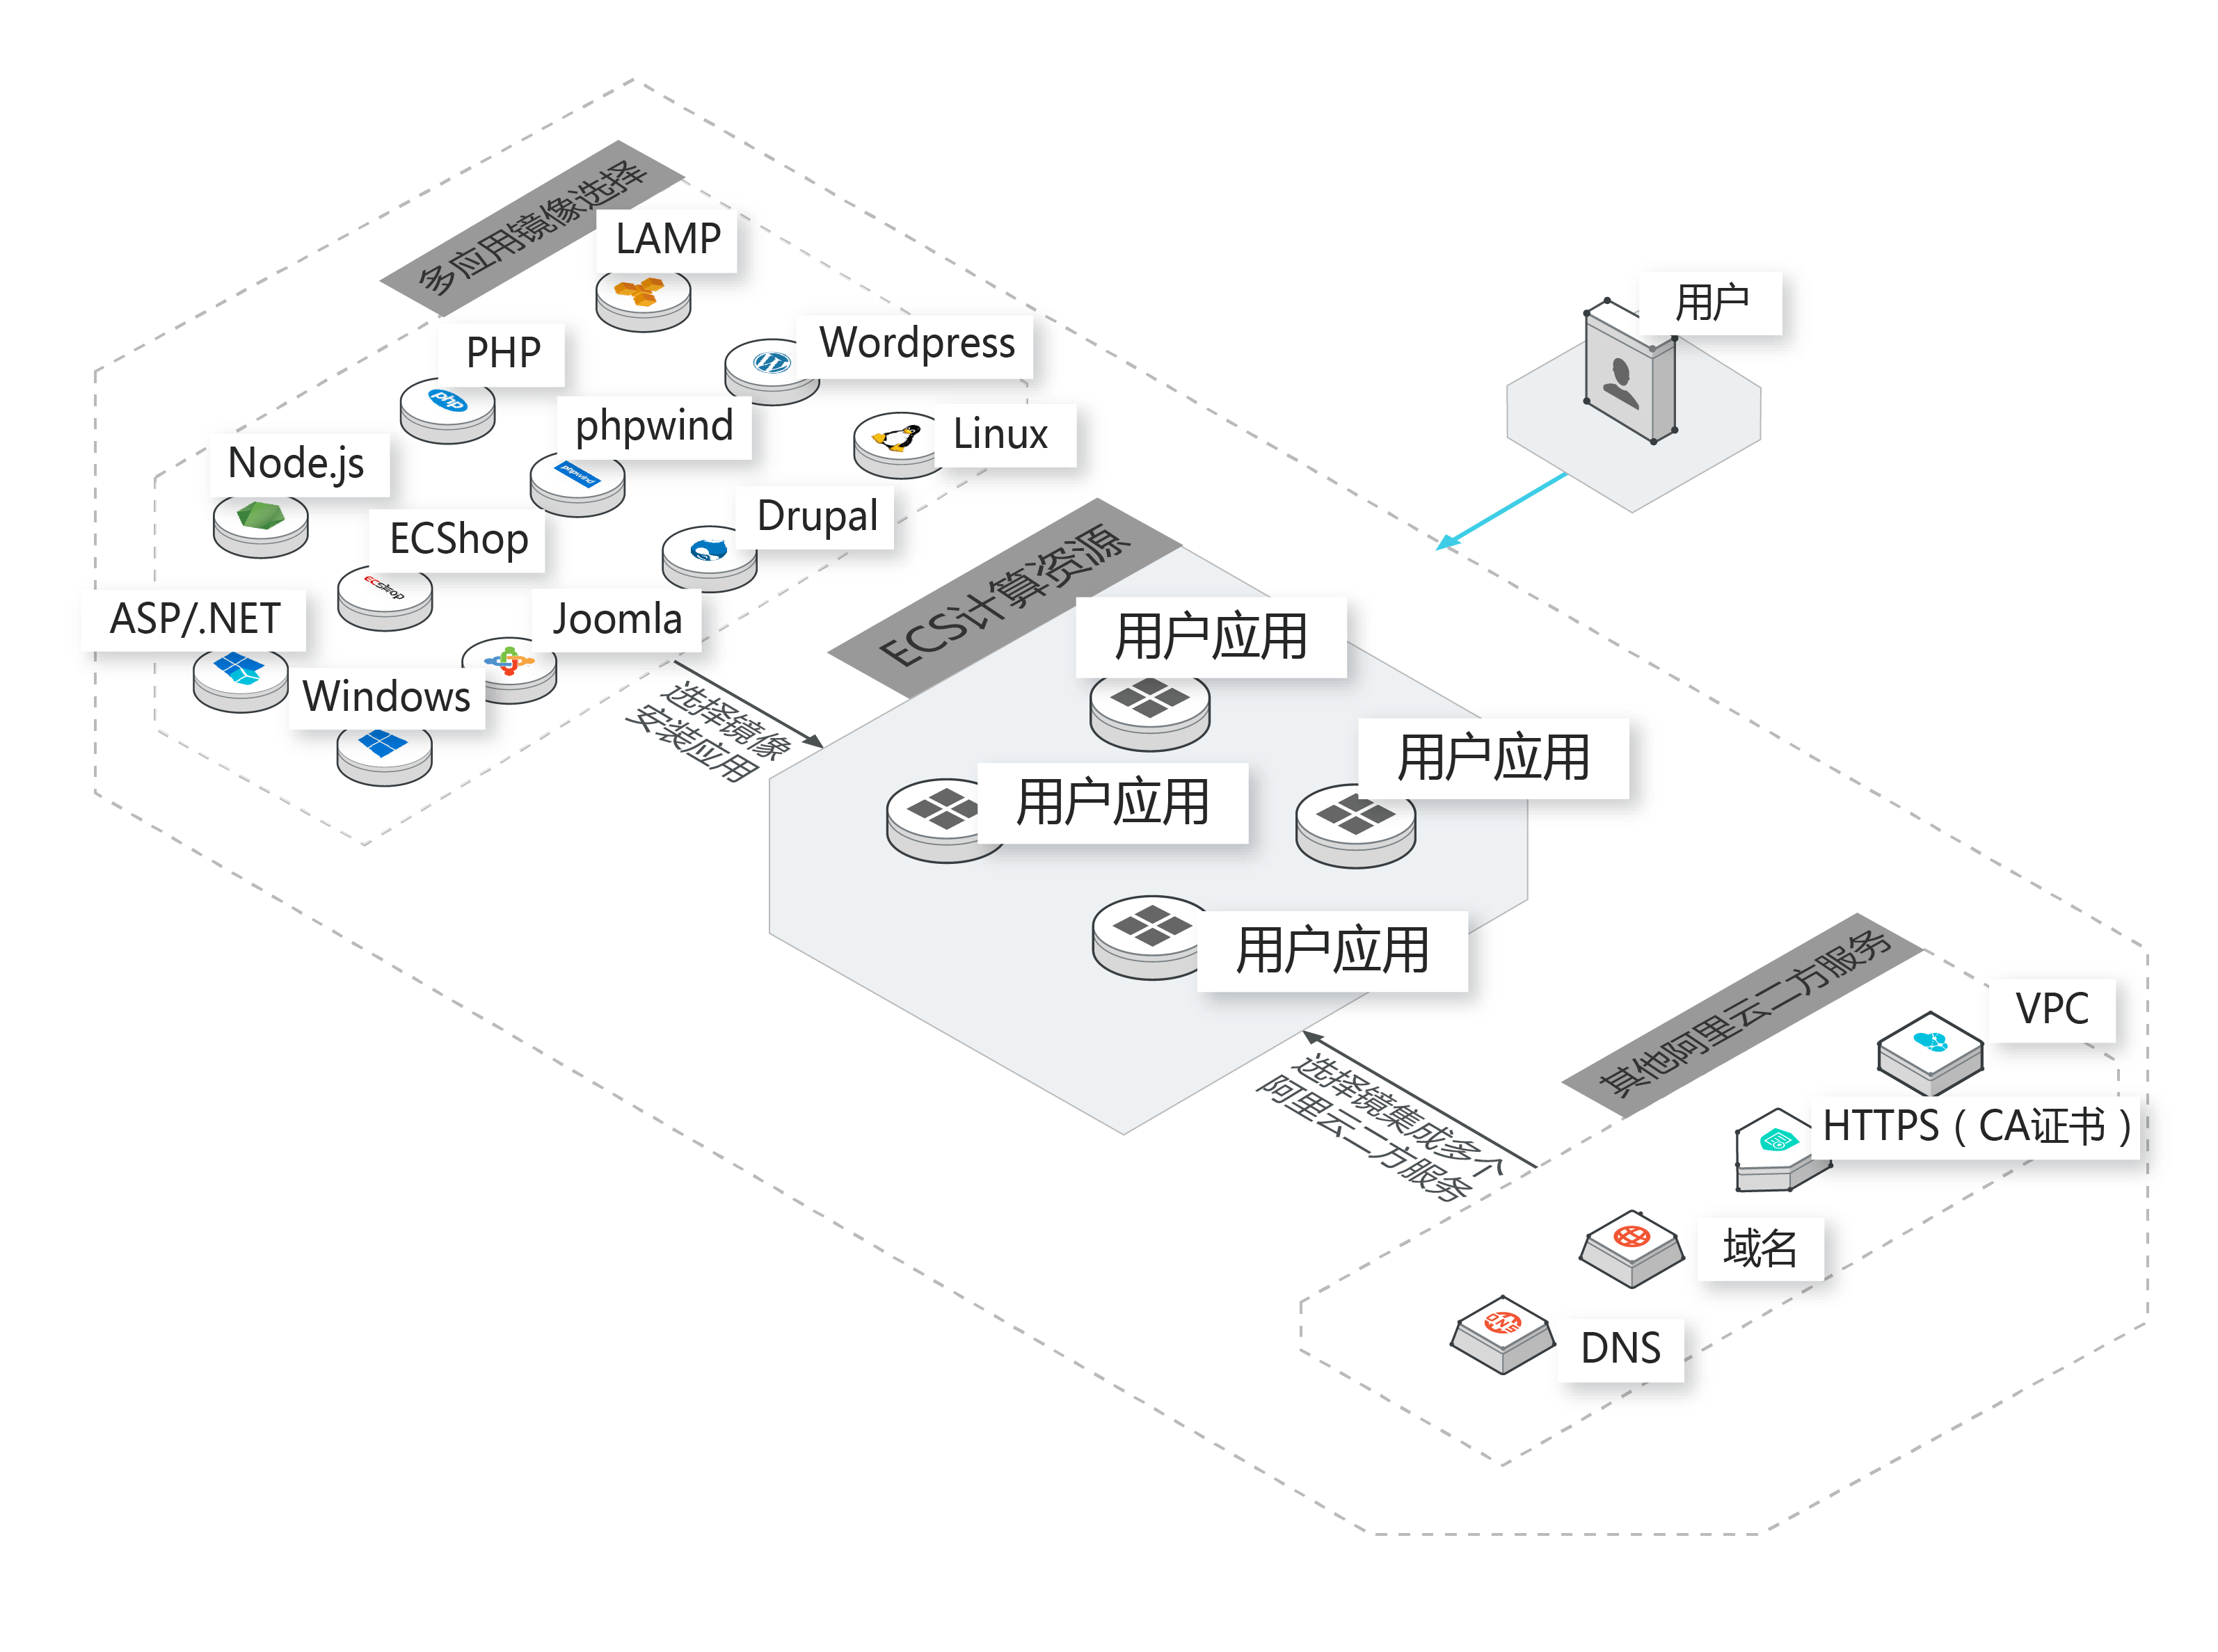 多应用镜像选择
LAMP
PHP
Wordpress
phpwind
Linux
Node.js
ECShop
Drupal
ASP/.NET
Joomla
Windows
php
phpwind
ECShop
选择镜像
安装应用
用户
ECS计算资源
用户应用
用户应用
用户应用
用户应用
选择镜集成多个
阿里云二方服务
其他阿里云二方服务
VPC
HTTPS（CA证书）
域名
DNS
DNS